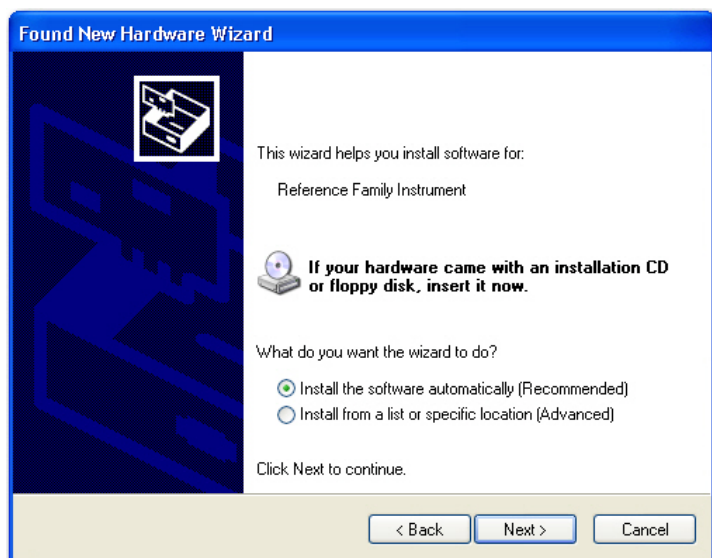 Found New Hardware Wizard
This wizard helps you install software for:
Reference Family Instrument
If your hardware came with an installation CD
or floppy disk, insert it now.
What do you want the wizard to do?
Install the software automatically (Recommended)
Install from a list or specific location (Advanced)
Click Next to continue.
< Back
Next >
Cancel